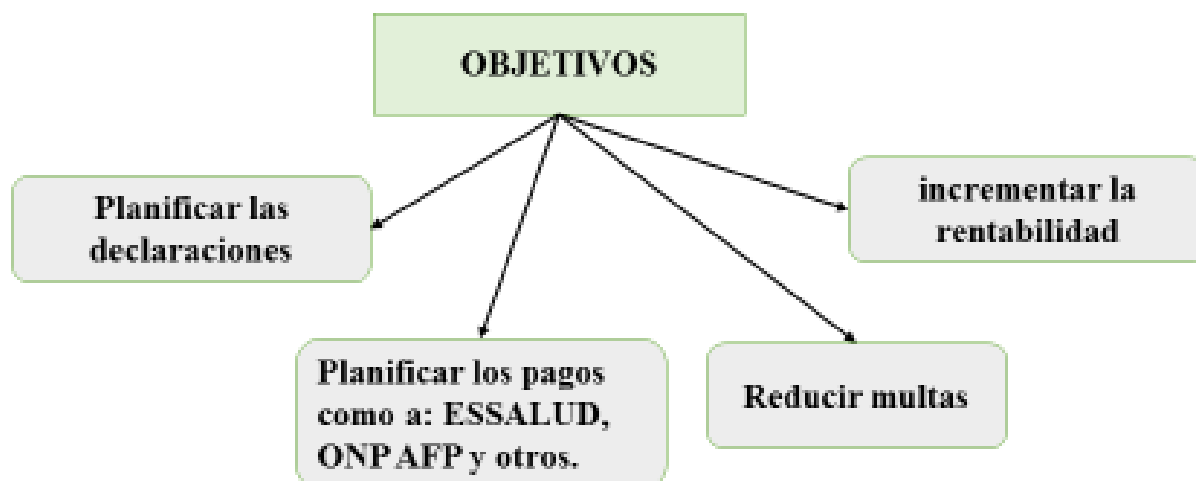 OBJETIVOS
Planificar las
declaraciones
incrementar la
rentabilidad
Planificar los pagos
como a: ESSALUD,
ONP AFP y otros.
Reducir multas